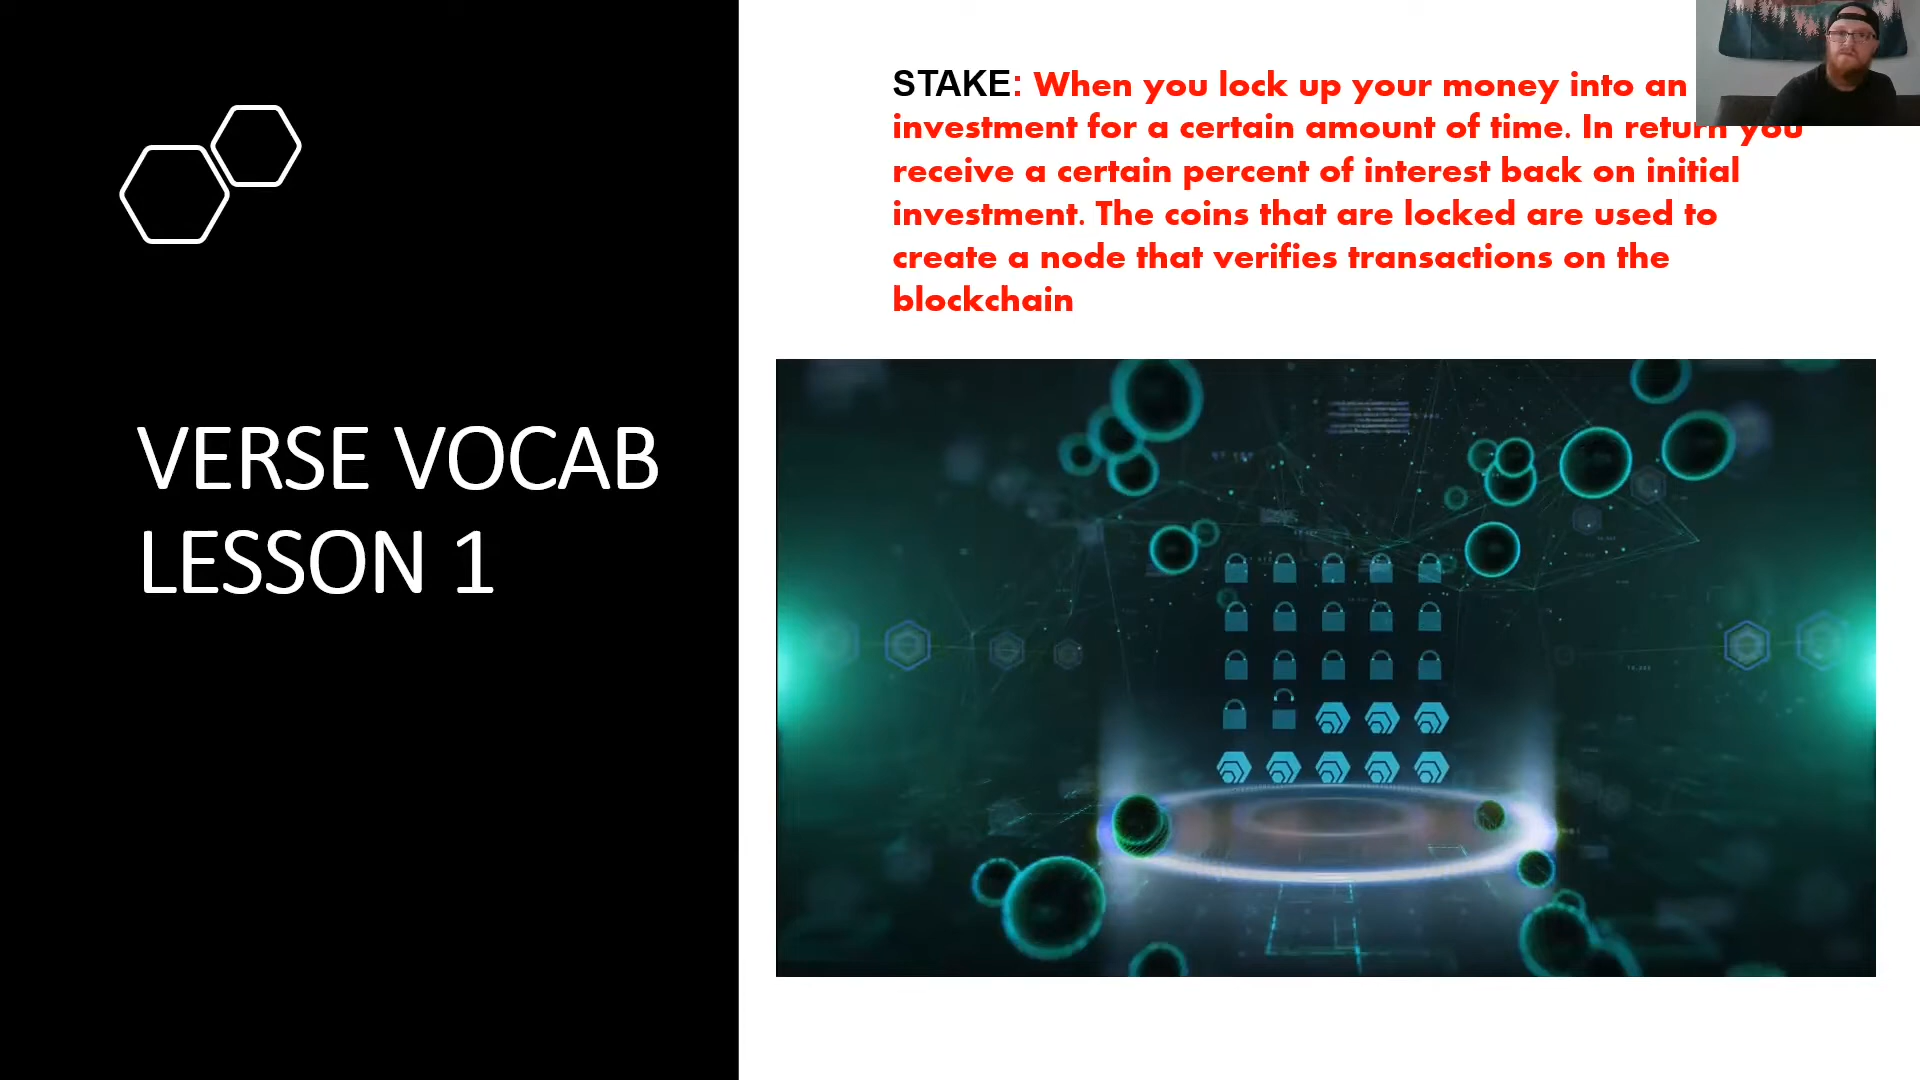 STAKE: When you lock up your money into an
investment for a certain amount of time. In return you
receive a certain percent of interest back on initial
investment. The coins that are locked are used to
create a node that verifies transactions on the
blockchain
VERSE VOCAB
LESSON 1